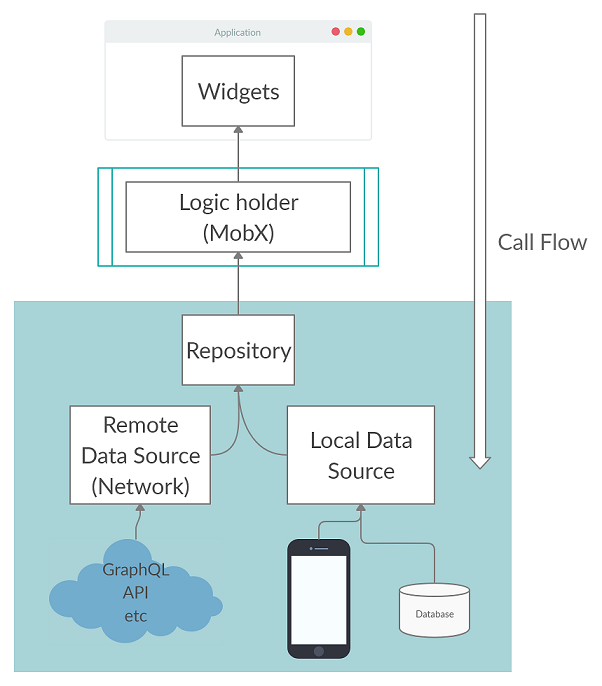 Application
Widgets
Logic holder
(MobX)
Call Flow
Repository
Remote
Data Source
(Network)
Local Data
Source
GraphQL
API
etc
Database